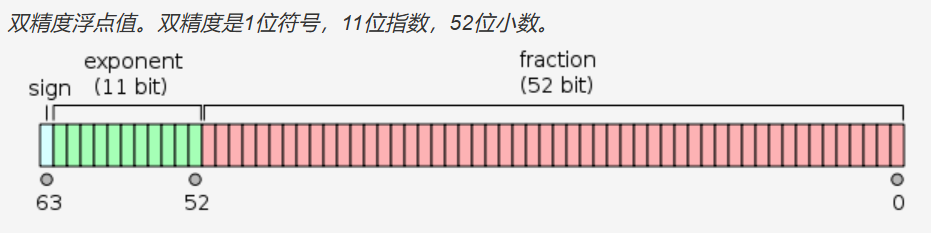 双精度浮点值。双精度是1位符号，11位指数，52位小数。
exponent
fraction
sign
(11 bit)
(52 bit)
63
52
0